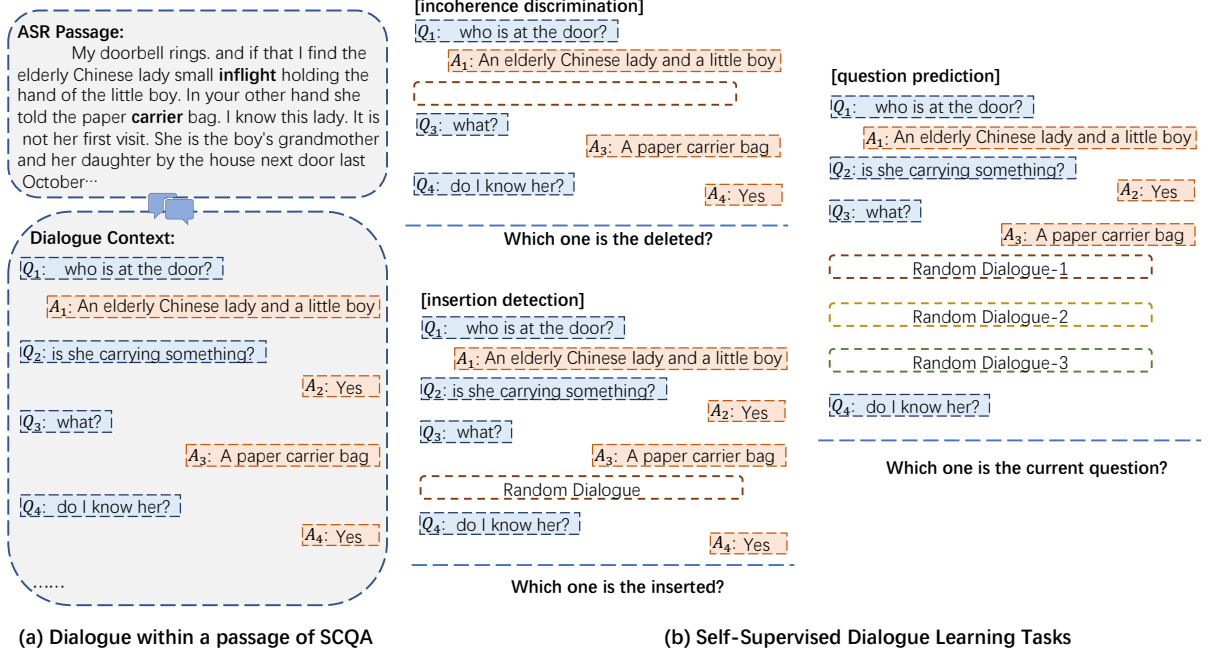 ASR Passage:
My doorbell rings. and if that I find the
elderly Chinese lady small inflight holding the
hand of the little boy. In your other hand she
told the paper carrier bag. I know this lady. It is
not her first visit. She is the boy's grandmother
and her daughter by the house next door last
October···
Dialogue Context:
Q1: who is at the door?
A1: An elderly Chinese lady and a little boy
Q2: is she carrying something?
A2: Yes
Q3: what?
A3: A paper carrier bag
Q4: do I know her?
A4: Yes
......
(a) Dialogue within a passage of SCQA
[incoherence discrimination]
Q1: who is at the door?
A1: An elderly Chinese lady and a little boy
Q3: what?
A3: A paper carrier bag
Q4: do I know her?
A4: Yes
Which one is the deleted?
[insertion detection]
Q1: who is at the door?
A1: An elderly Chinese lady and a little boy
Q2: is she carrying something?
A2: Yes
Q3: what?
A3: A paper carrier bag
Random Dialogue
Q4: do I know her?
A4: Yes
Which one is the inserted?
[question prediction]
Q1: who is at the door?
A1: An elderly Chinese lady and a little boy
Q2: is she carrying something?
A2: Yes
Q3: what?
A3: A paper carrier bag
Random Dialogue-1
Random Dialogue-2
Random Dialogue-3
Q4: do I know her?
Which one is the current question?
(b) Self-Supervised Dialogue Learning Tasks